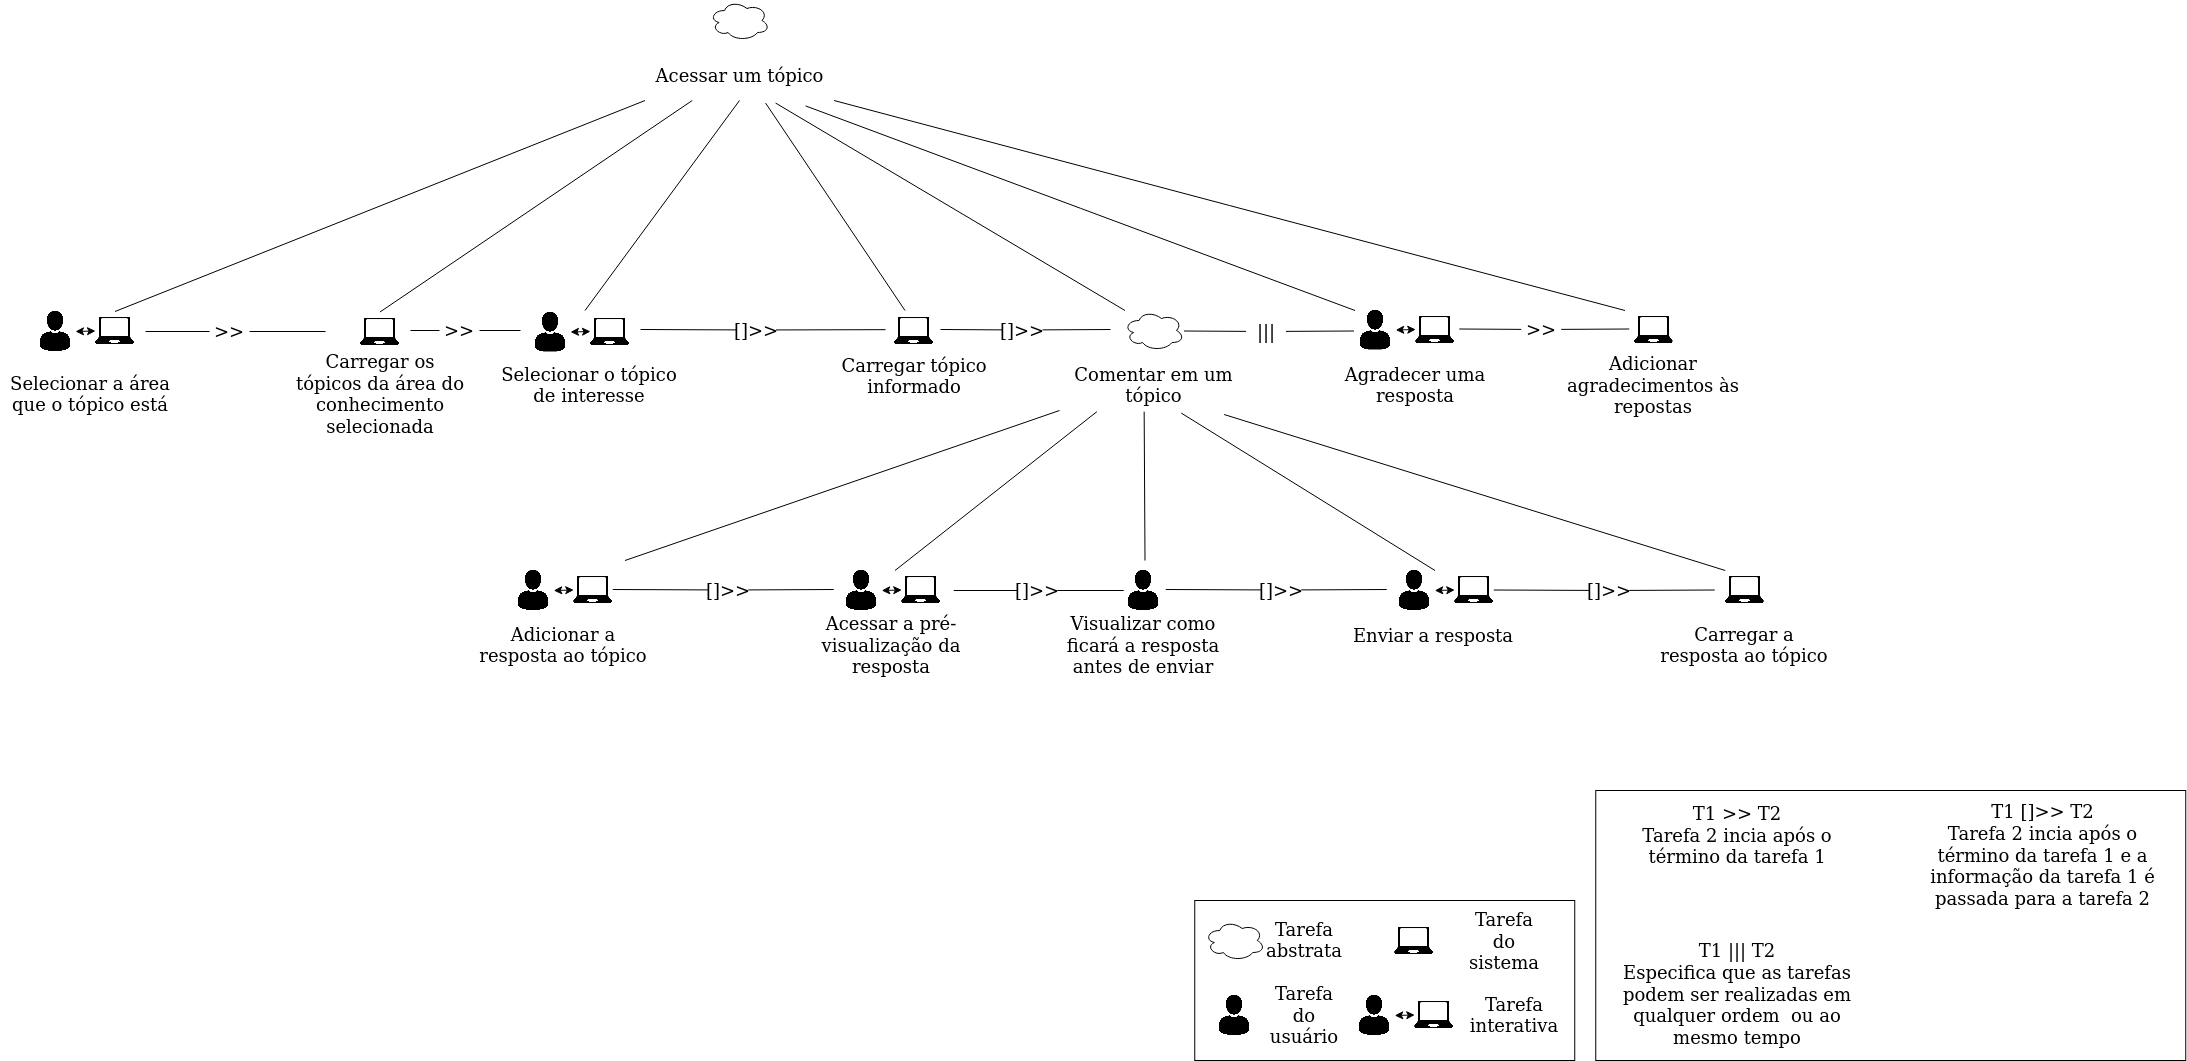 Acessar um tópico
>>
>>
[]>>
[]>>
|||
>>
Selecionar a área
que o tópico está
Carregar os
tópicos da área do
conhecimento
selecionada
Selecionar o tópico
de interesse
Carregar tópico
informado
Comentar em um
tópico
Agradecer uma
resposta
Adicionar
agradecimentos às
repostas
[]>>
[]>>
[]>>
[]>>
Adicionar a
resposta ao tópico
Acessar a pré-
visualização da
resposta
Visualizar como
ficará a resposta
antes de enviar
Enviar a resposta
Carregar a
resposta ao tópico
T1 >> T2
Tarefa 2 incia após o
término da tarefa 1
T1 []>> T2
Tarefa 2 incia após o
término da tarefa 1 e a
informação da tarefa 1 é
passada para a tarefa 2
T1 ||| T2
Especifica que as tarefas
podem ser realizadas em
qualquer ordem ou ao
mesmo tempo
Tarefa
abstrata
Tarefa
do
sistema
Tarefa
do
usuário
Tarefa
interativa